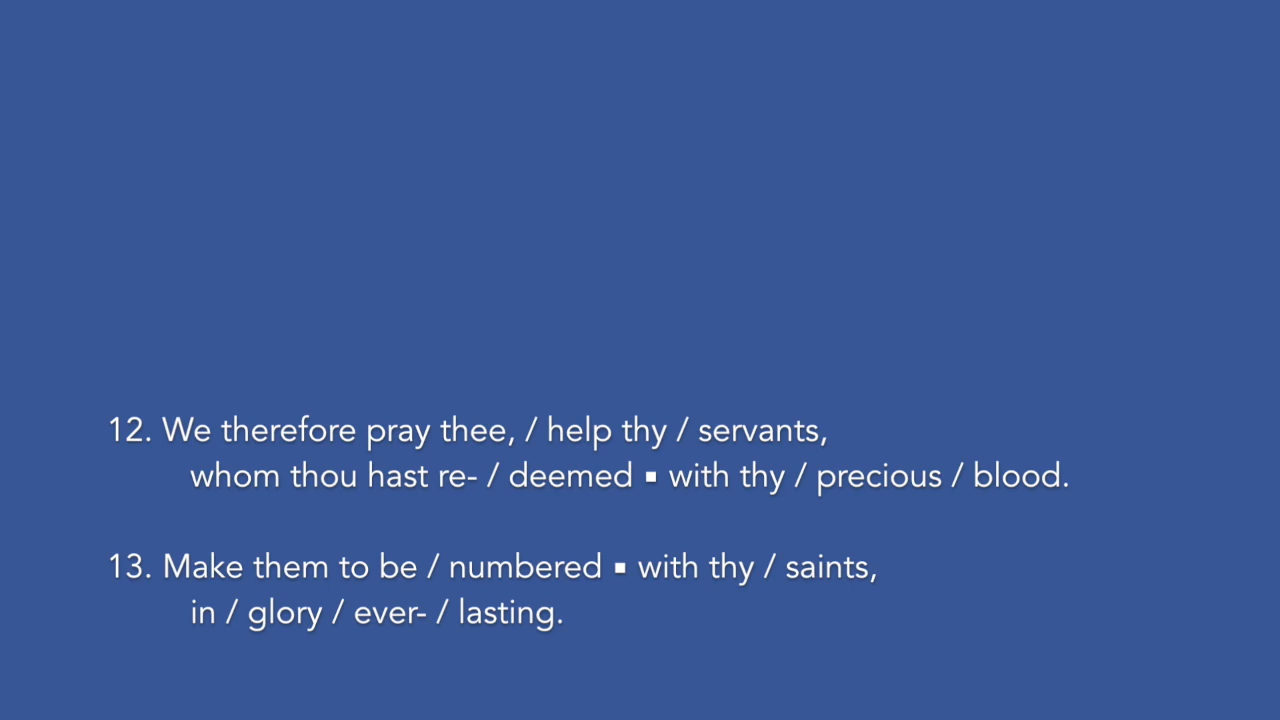 12. We therefore pray thee, / help thy / servants,
whom thou hast re- / deemed ▪ with thy / precious / blood.
13. Make them to be / numbered ▪ with thy / saints,
in / glory / ever- / lasting.